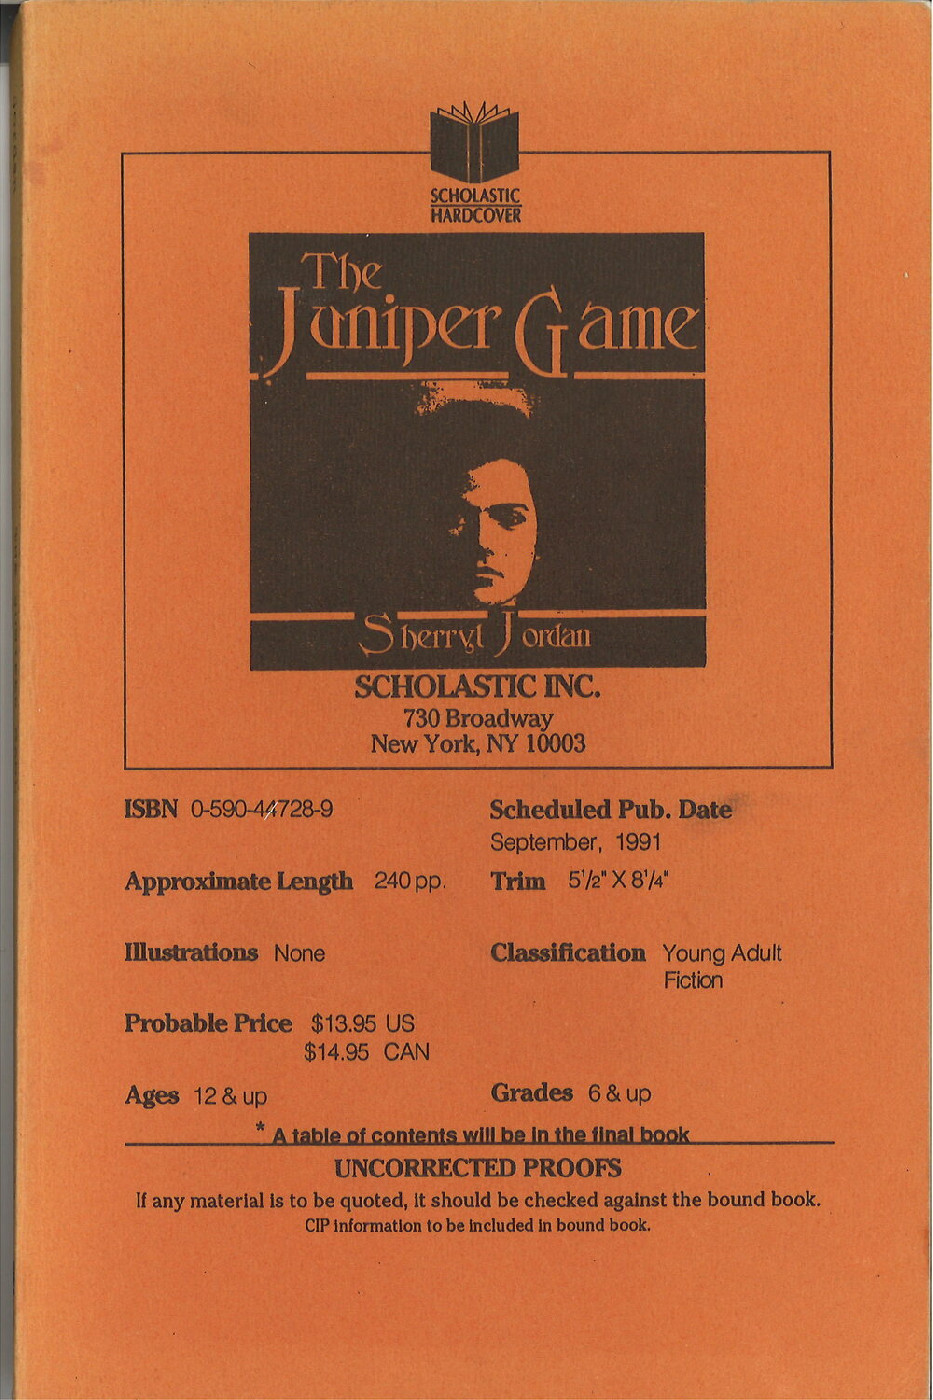 SCHOLASTIC
HARDCOVER
The
Juniper Game
Sherryl Jordan
SCHOLASTIC INC.
730 Broadway
New York, NY 10003
ISBN 0-590-44728-9
Scheduled Pub. Date
September, 1991
Approximate Length 240 pp.
Trim 5½" X 8¼"
Illustrations None
Classification Young Adult
Fiction
Probable Price $13.95 US
$14.95 CAN
Ages 12 & up
Grades 6 & up
* A table of contents will be in the final book
UNCORRECTED PROOFS
If any material is to be quoted, it should be checked against the bound book.
CIP information to be included in bound book.